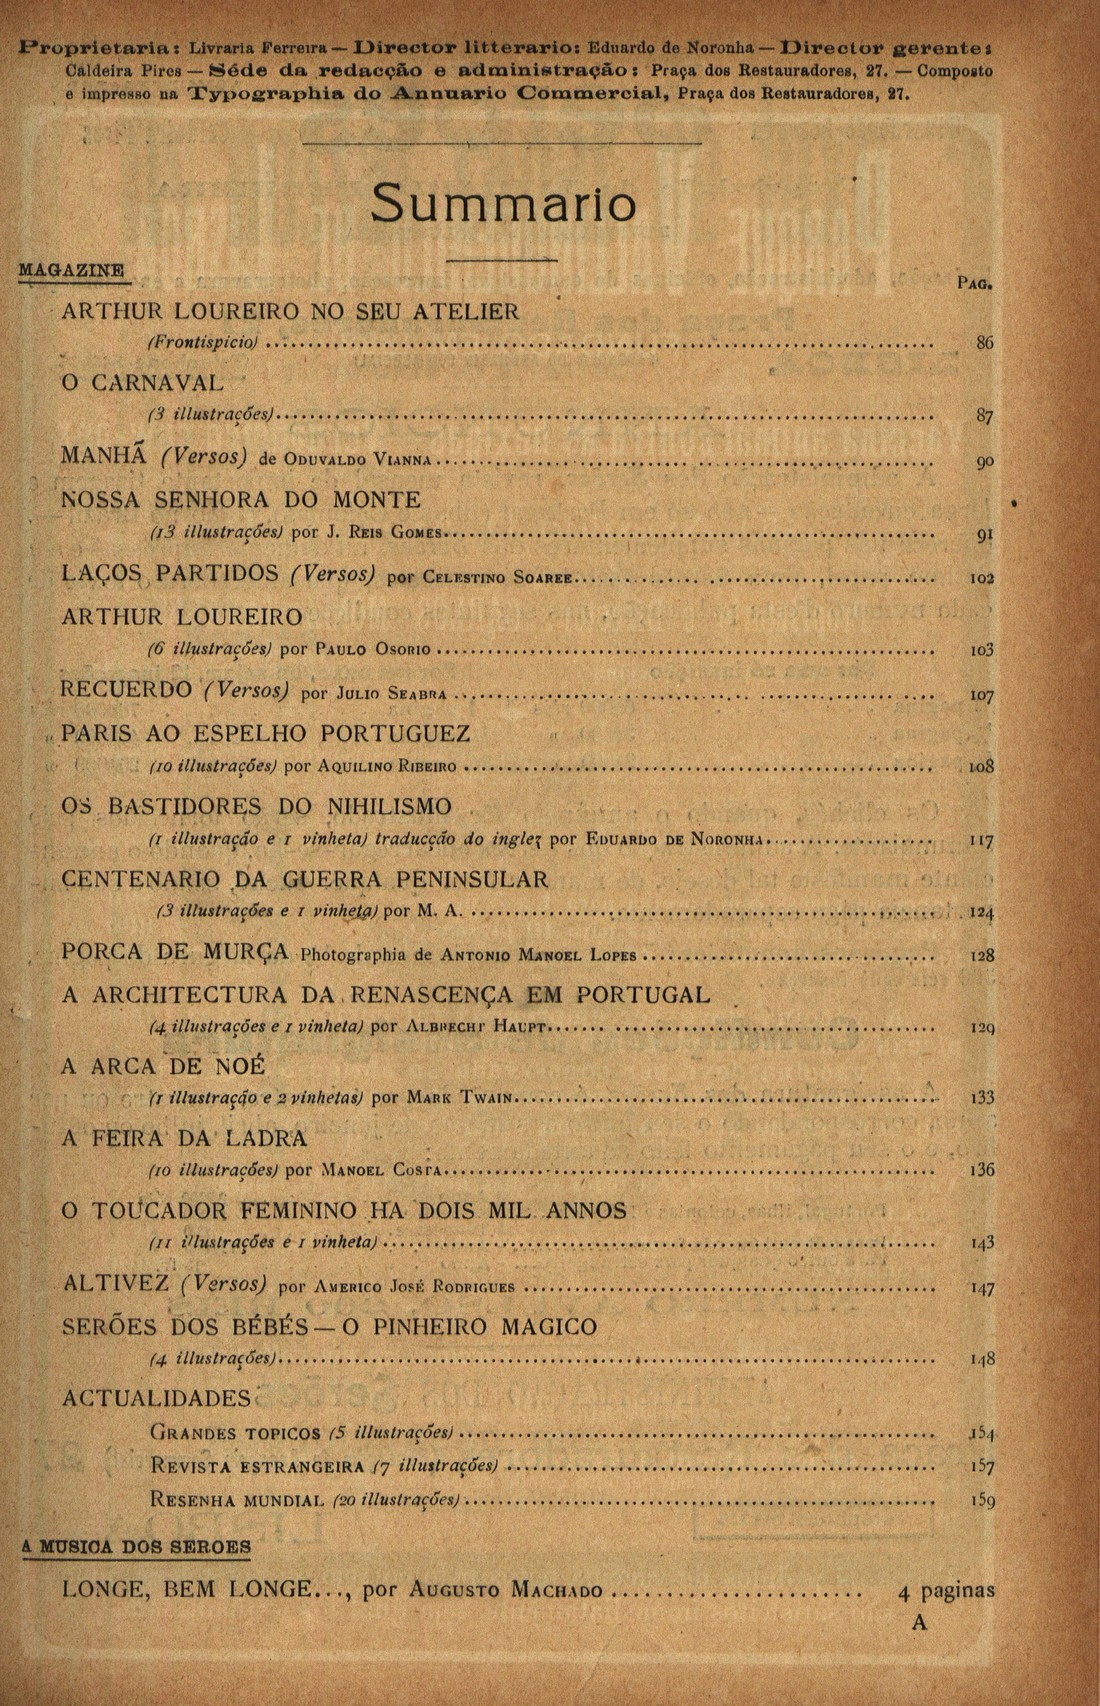 Proprietaria: Livraria Ferreira — Director litterario: Eduardo de Noronha — Director gerente:
Caldeira Pires — Séde da redacção e administração: Praça dos Restauradores, 27. — Composto
e impresso na Typographia do Annuario Commercial, Praça dos Restauradores, 27.
Summario
MAGAZINE
PAG.
ARTHUR LOUREIRO NO SEU ATELIER
(Frontispicio) 86
O CARNAVAL
(3 illustrações) 87
MANHÃ (Versos) de ODUVALDO VIANNA 90
NOSSA SENHORA DO MONTE
(13 illustrações) por J. REIS GOMES 91
LAÇOS PARTIDOS (Versos) por CELESTINO SOAREE 102
ARTHUR LOUREIRO
(6 illustrações) por PAULO OSORIO 103
RECUERDO (Versos) por JULIO SEABRA 107
PARIS AO ESPELHO PORTUGUEZ
(10 illustrações) por AQUILINO RIBEIRO 108
OS BASTIDORES DO NIHILISMO
(1 illustração e 1 vinheta) traducção do inglez por EDUARDO DE NORONHA 117
CENTENARIO DA GUERRA PENINSULAR
(3 illustrações e 1 vinheta) por M. A. 124
PORCA DE MURÇA Photographia de ANTONIO MANOEL LOPES 128
A ARCHITECTURA DA RENASCENÇA EM PORTUGAL
(4 illustrações e 1 vinheta) por ALBRECHT HAUPT 129
A ARCA DE NOÉ
(1 illustração e 2 vinhetas) por MARK TWAIN 133
A FEIRA DA LADRA
(10 illustrações) por MANOEL COSTA 136
O TOUCADOR FEMININO HA DOIS MIL ANNOS
(11 illustrações e 1 vinheta) 143
ALTIVEZ (Versos) por AMERICO JOSÉ RODRIGUES 147
SERÕES DOS BÉBÉS — O PINHEIRO MAGICO
(4 illustrações) 148
ACTUALIDADES
GRANDES TOPICOS (5 illustrações) 154
REVISTA ESTRANGEIRA (7 illustrações) 157
RESENHA MUNDIAL (20 illustrações) 159
A MUSICA DOS SEROES
LONGE, BEM LONGE..., por AUGUSTO MACHADO 4 paginas
A